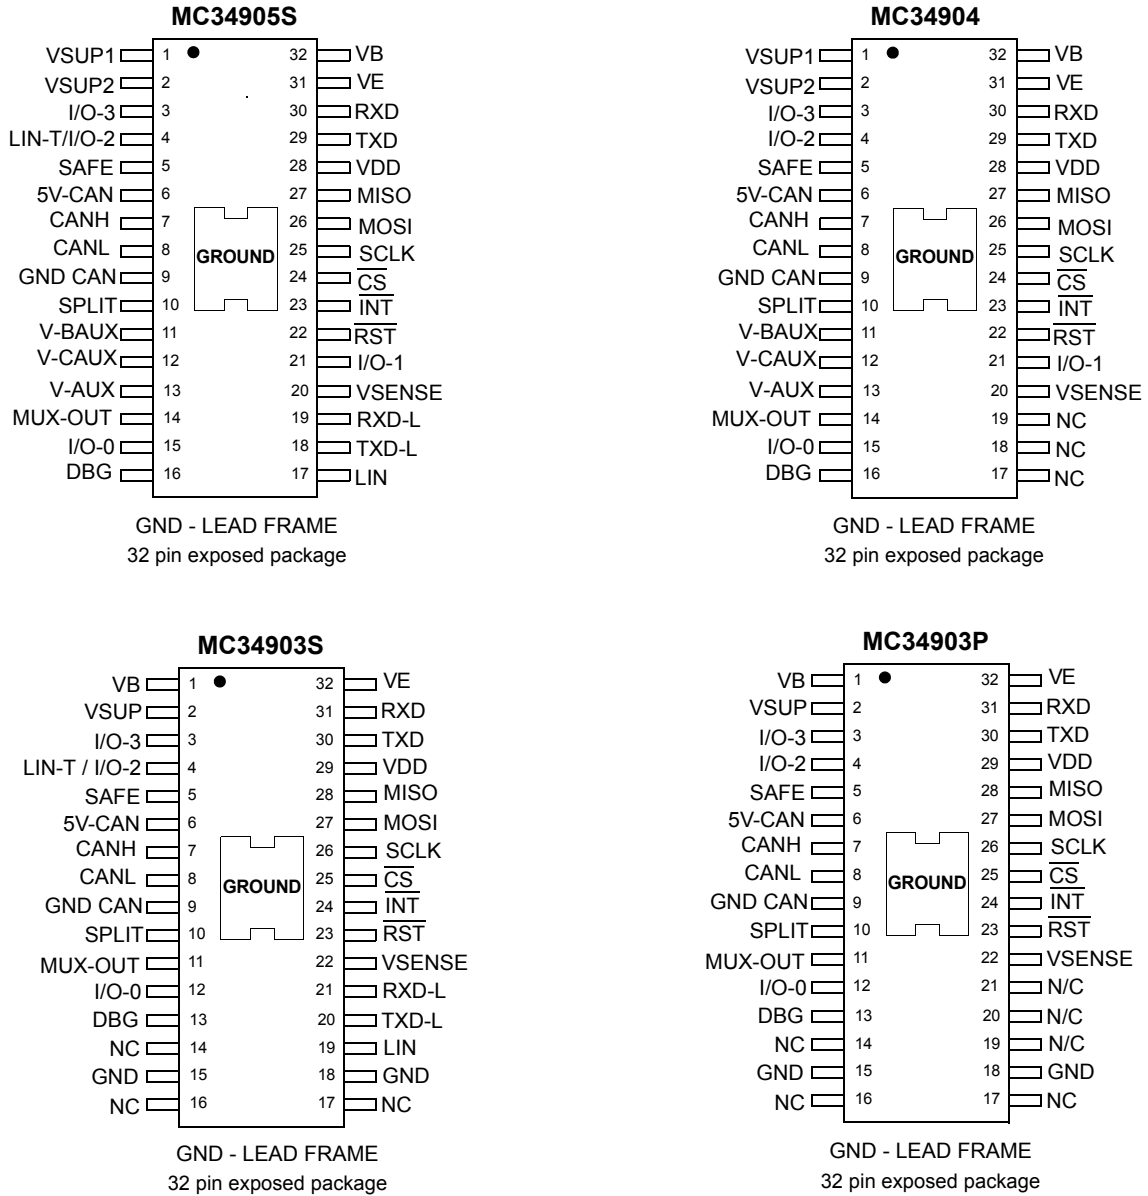 MC34905S
VSUP1 1 32 VB
VSUP2 2 31 VE
I/O-3 3 30 RXD
LIN-T/I/O-2 4 29 TXD
SAFE 5 28 VDD
5V-CAN 6 27 MISO
CANH 7 26 MOSI
CANL 8 25 SCLK
GROUND
GND CAN 9 24 CS
SPLIT 10 23 INT
V-BAUX 11 22 RST
V-CAUX 12 21 I/O-1
V-AUX 13 20 VSENSE
MUX-OUT 14 19 RXD-L
I/O-0 15 18 TXD-L
DBG 16 17 LIN
GND - LEAD FRAME
32 pin exposed package
MC34904
VSUP1 1 32 VB
VSUP2 2 31 VE
I/O-3 3 30 RXD
I/O-2 4 29 TXD
SAFE 5 28 VDD
5V-CAN 6 27 MISO
CANH 7 26 MOSI
CANL 8 25 SCLK
GROUND
GND CAN 9 24 CS
SPLIT 10 23 INT
V-BAUX 11 22 RST
V-CAUX 12 21 I/O-1
V-AUX 13 20 VSENSE
MUX-OUT 14 19 NC
I/O-0 15 18 NC
DBG 16 17 NC
GND - LEAD FRAME
32 pin exposed package
MC34903S
VB 1 32 VE
VSUP 2 31 RXD
I/O-3 3 30 TXD
LIN-T / I/O-2 4 29 VDD
SAFE 5 28 MISO
5V-CAN 6 27 MOSI
CANH 7 26 SCLK
CANL 8 25 CS
GROUND
GND CAN 9 24 INT
SPLIT 10 23 RST
MUX-OUT 11 22 VSENSE
I/O-0 12 21 RXD-L
DBG 13 20 TXD-L
NC 14 19 LIN
GND 15 18 GND
NC 16 17 NC
GND - LEAD FRAME
32 pin exposed package
MC34903P
VB 1 32 VE
VSUP 2 31 RXD
I/O-3 3 30 TXD
I/O-2 4 29 VDD
SAFE 5 28 MISO
5V-CAN 6 27 MOSI
CANH 7 26 SCLK
CANL 8 25 CS
GROUND
GND CAN 9 24 INT
SPLIT 10 23 RST
MUX-OUT 11 22 VSENSE
I/O-0 12 21 N/C
DBG 13 20 N/C
NC 14 19 N/C
GND 15 18 GND
NC 16 17 NC
GND - LEAD FRAME
32 pin exposed package